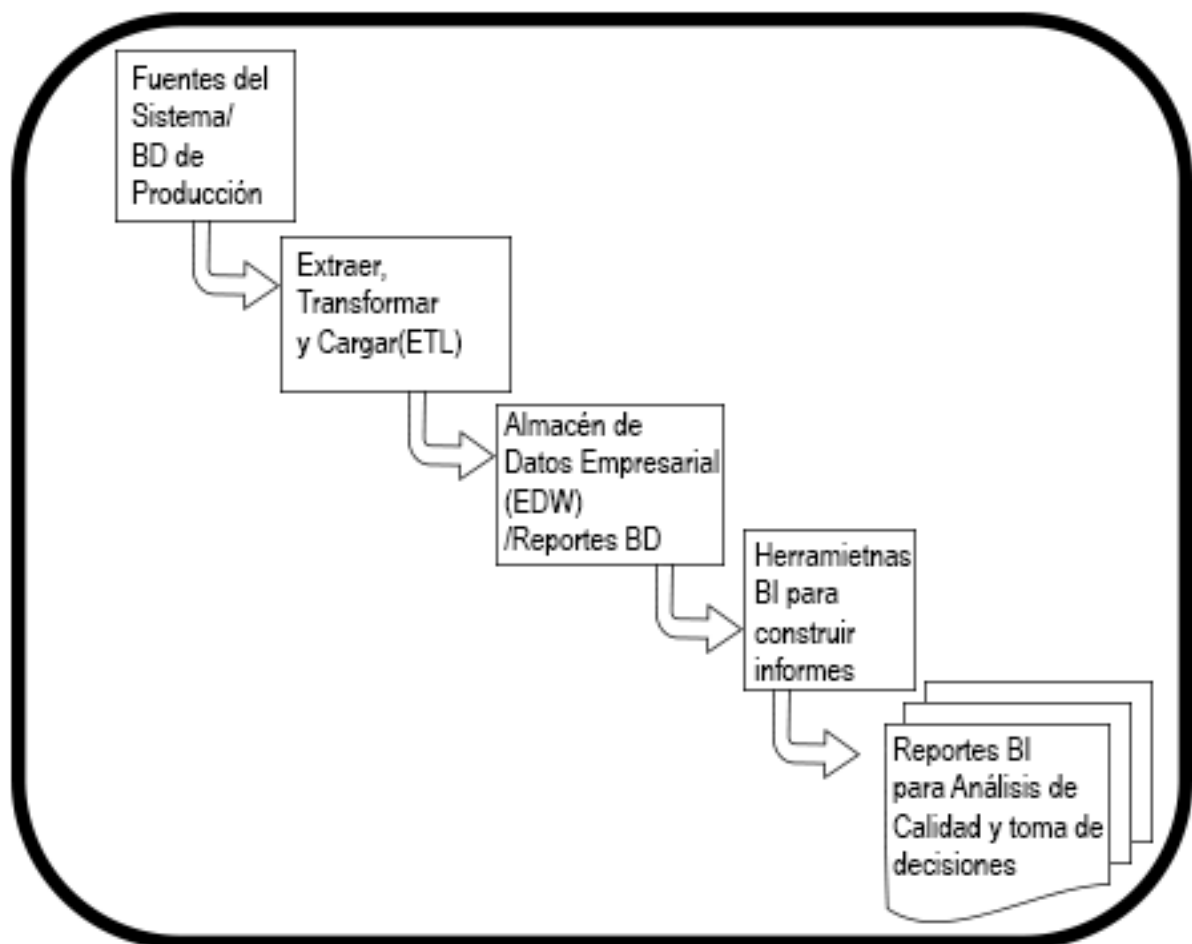 Fuentes del
Sistema/
BD de
Producción
Extraer,
Transformar
y Cargar(ETL)
Almacén de
Datos Empresarial
(EDW)
/Reportes BD
Herramietnas
BI para
construir
informes
Reportes BI
para Análisis de
Calidad y toma de
decisiones